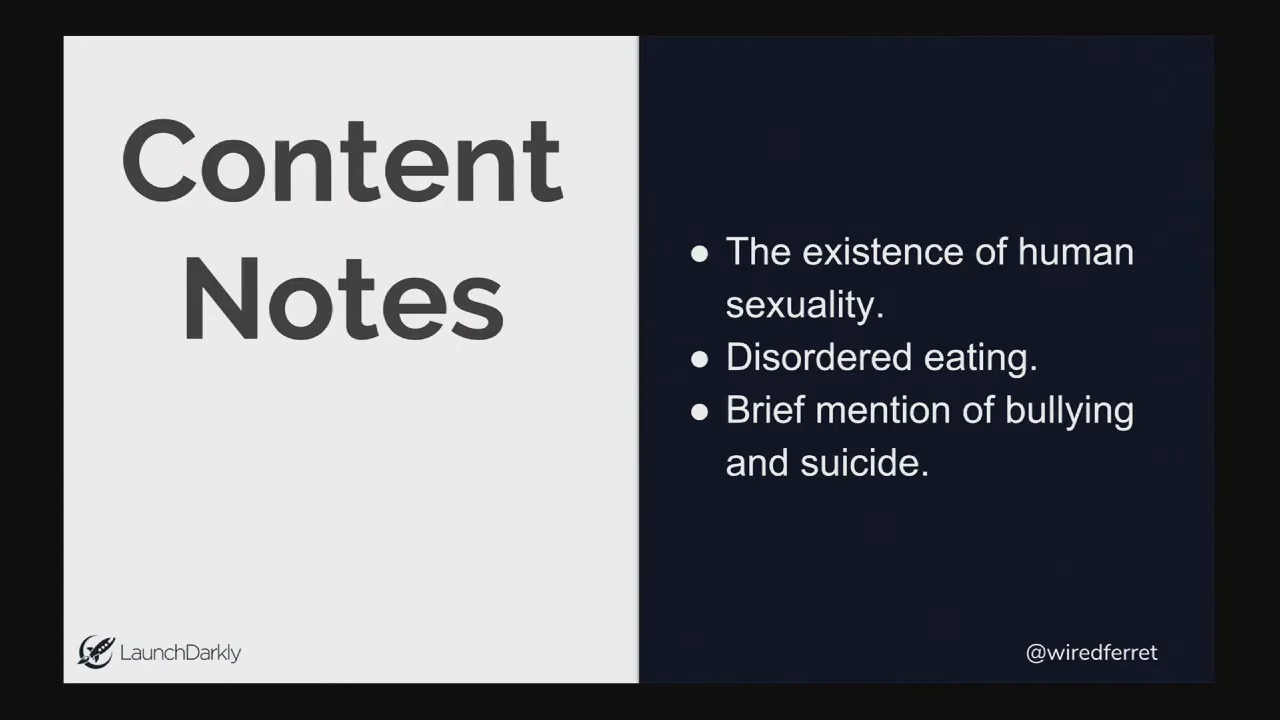 Content
Notes
● The existence of human
sexuality.
● Disordered eating.
● Brief mention of bullying
and suicide.
LaunchDarkly
@wiredferret